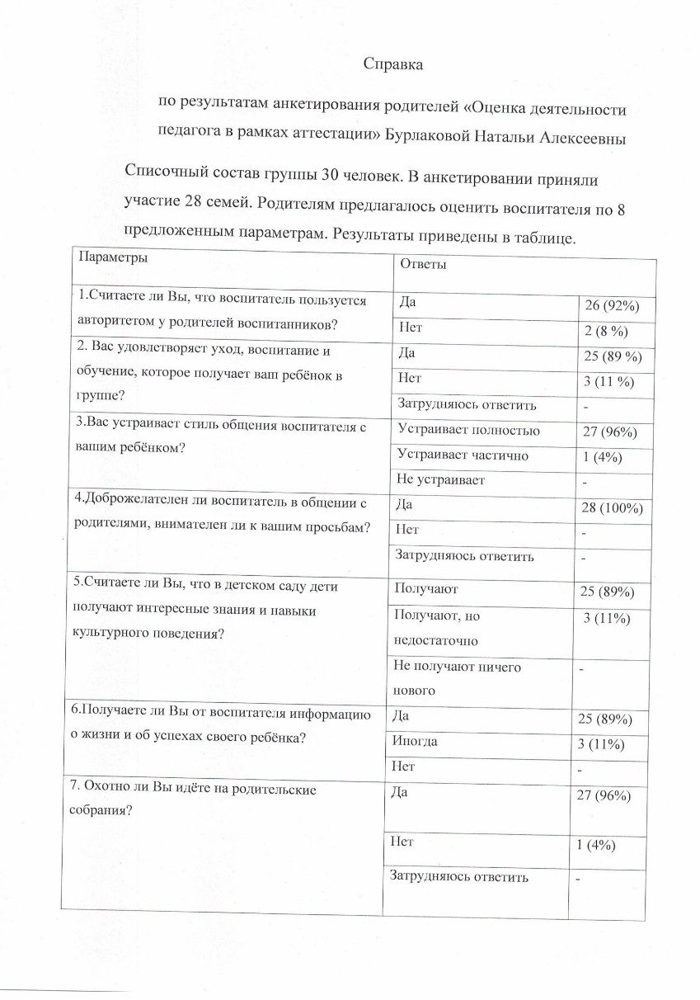 Справка
по результатам анкетирования родителей «Оценка деятельности
педагога в рамках аттестации» Бурлаковой Натальи Алексеевны
Списочный состав группы 30 человек. В анкетировании приняли
участие 28 семей. Родителям предлагалось оценить воспитателя по 8
предложенным параметрам. Результаты приведены в таблице.
Параметры
Ответы
1.Считаете ли Вы, что воспитатель пользуется
авторитетом у родителей воспитанников?
Да
26 (92%)
Нет
2 (8 %)
2. Вас удовлетворяет уход, воспитание и
обучение, которое получает ваш ребёнок в
группе?
Да
25 (89 %)
Нет
3 (11 %)
Затрудняюсь ответить
-
3.Вас устраивает стиль общения воспитателя с
вашим ребёнком?
Устраивает полностью
27 (96%)
Устраивает частично
1 (4%)
Не устраивает
-
4.Доброжелателен ли воспитатель в общении с
родителями, внимателен ли к вашим просьбам?
Да
28 (100%)
Нет
-
Затрудняюсь ответить
-
5.Считаете ли Вы, что в детском саду дети
получают интересные знания и навыки
культурного поведения?
Получают
25 (89%)
Получают, но
недостаточно
3 (11%)
Не получают ничего
нового
-
6.Получаете ли Вы от воспитателя информацию
о жизни и об успехах своего ребёнка?
Да
25 (89%)
Иногда
3 (11%)
Нет
-
7. Охотно ли Вы идёте на родительские
собрания?
Да
27 (96%)
Нет
1 (4%)
Затрудняюсь ответить
-